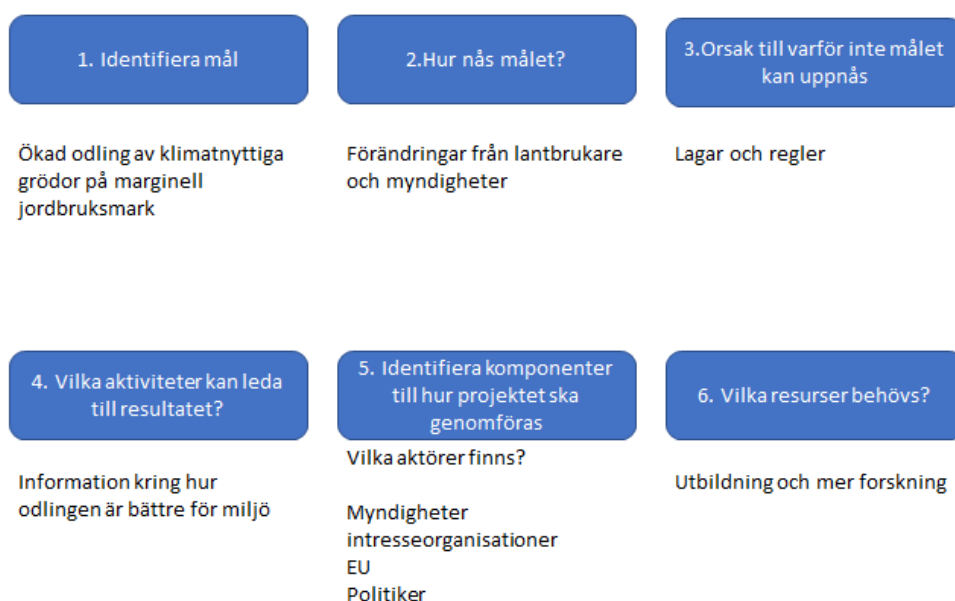 1. Identifiera mål
Ökad odling av klimatnyttiga
grödor på marginell
jordbruksmark
2.Hur nås målet?
Förändringar från lantbrukare
och myndigheter
3.Orsak till varför inte målet
kan uppnås
Lagar och regler
4. Vilka aktiviteter kan leda
till resultatet?
Information kring hur
odlingen är bättre för miljö
5. Identifiera komponenter
till hur projektet ska
genomföras
Vilka aktörer finns?
Myndigheter
intresseorganisationer
EU
Politiker
6. Vilka resurser behövs?
Utbildning och mer forskning